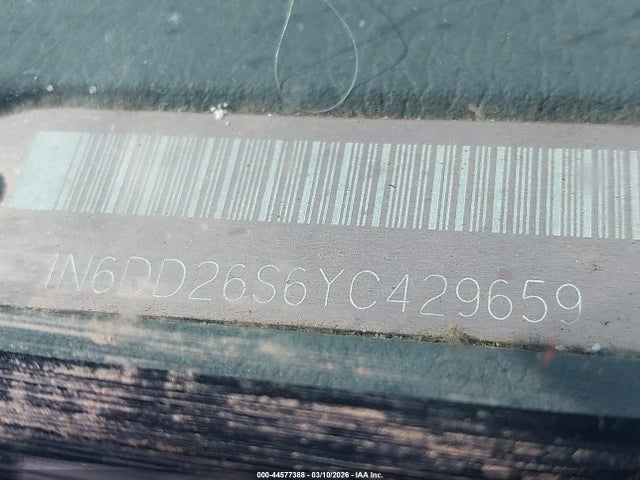 1N6DD26S6YC429659
000-44577388 - 03/10/2026 - IAA Inc.